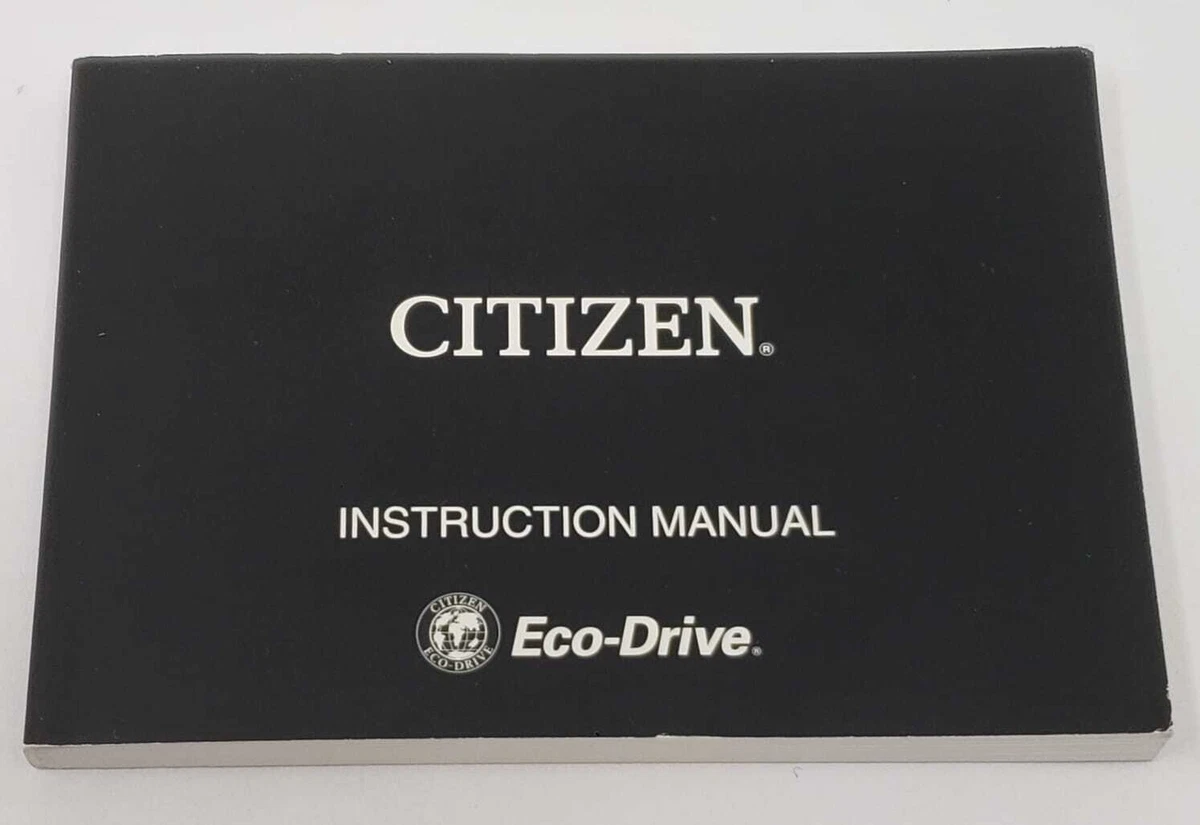 CITIZEN®
INSTRUCTION MANUAL
CITIZEN
ECO-DRIVE
Eco-Drive®